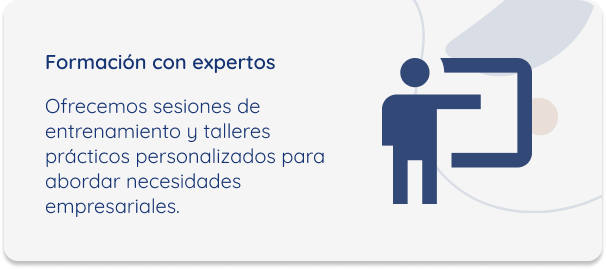 Formación con expertos
Ofrecemos sesiones de
entrenamiento y talleres
prácticos personalizados para
abordar necesidades
empresariales.